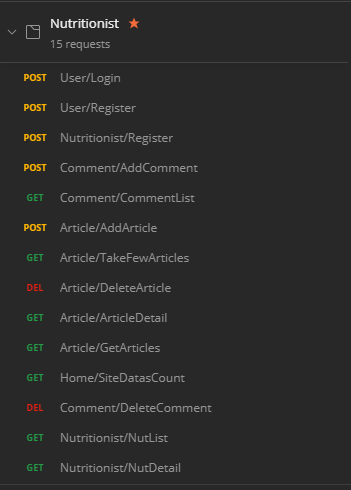 Nutritionist
15 requests
POST User/Login
POST User/Register
POST Nutritionist/Register
POST Comment/AddComment
GET Comment/CommentList
POST Article/AddArticle
GET Article/TakeFewArticles
DEL Article/DeleteArticle
GET Article/ArticleDetail
GET Article/GetArticles
GET Home/SiteDatasCount
DEL Comment/DeleteComment
GET Nutritionist/NutList
GET Nutritionist/NutDetail